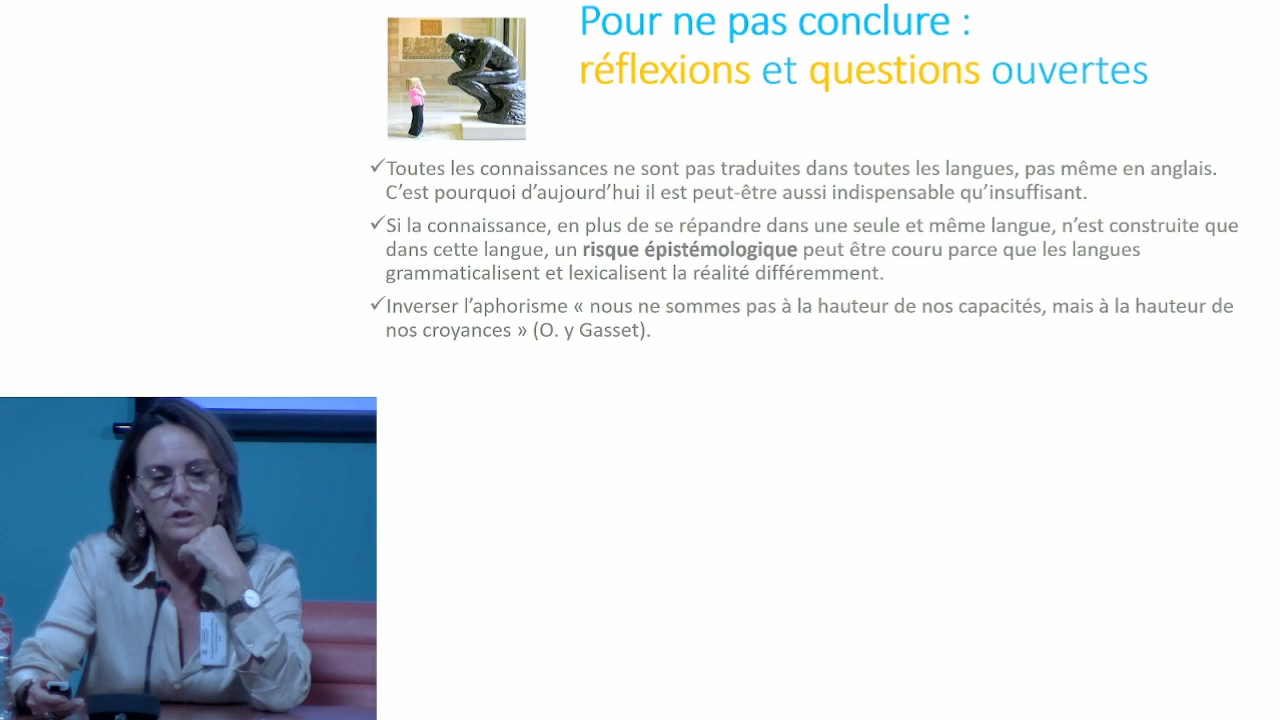 Pour ne pas conclure :
réflexions et questions ouvertes
✓Toutes les connaissances ne sont pas traduites dans toutes les langues, pas même en anglais.
C’est pourquoi d’aujourd’hui il est peut-être aussi indispensable qu’insuffisant.
✓Si la connaissance, en plus de se répandre dans une seule et même langue, n’est construite que
dans cette langue, un risque épistémologique peut être couru parce que les langues
grammaticalisent et lexicalisent la réalité différemment.
✓Inverser l’aphorisme « nous ne sommes pas à la hauteur de nos capacités, mais à la hauteur de
nos croyances » (O. y Gasset).